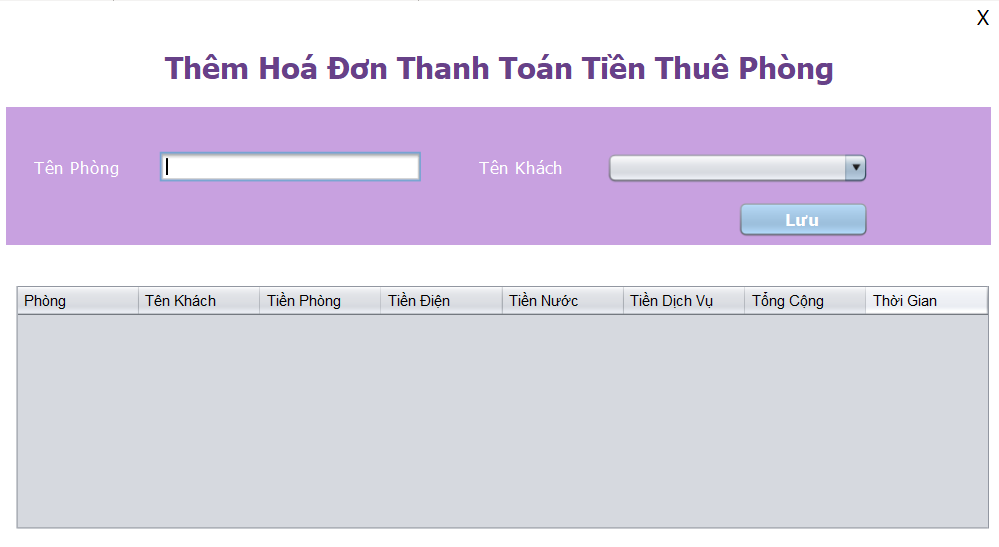 X
Thêm Hoá Đơn Thanh Toán Tiền Thuê Phòng
Tên Phòng Tên Khách
Lưu
Phòng Tên Khách Tiền Phòng Tiền Điện Tiền Nước Tiền Dịch Vụ Tổng Cộng Thời Gian